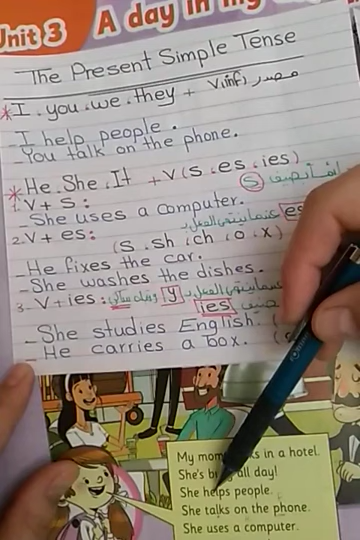 Unit 3 A day in my
The Present Simple Tense
*I . you . we . they + V(inf) مصدر
- I help people.
- You talk on the phone.
*He . She . It + V (s . es . ies)
1. V + s:
s
- She uses a computer.
2. V + es:
es
(s . sh . ch . o . x)
- He fixes the car.
- She washes the dishes.
3- V + ies: y
ies
- She studies English.
He carries a box.
My mom in a hotel.
She's all day!
She helps people.
She talks on the phone.
She uses a computer.